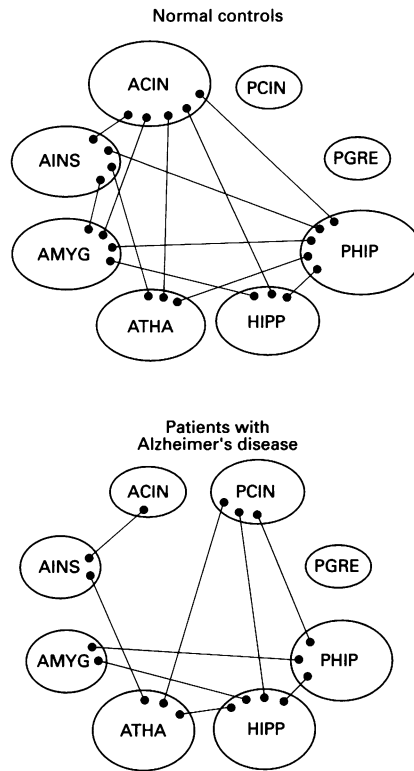 Normal controls
ACIN
PCIN
AINS
PGRE
AMYG
PHIP
ATHA
HIPP
Patients with
Alzheimer's disease
ACIN
PCIN
AINS
PGRE
AMYG
PHIP
ATHA
HIPP